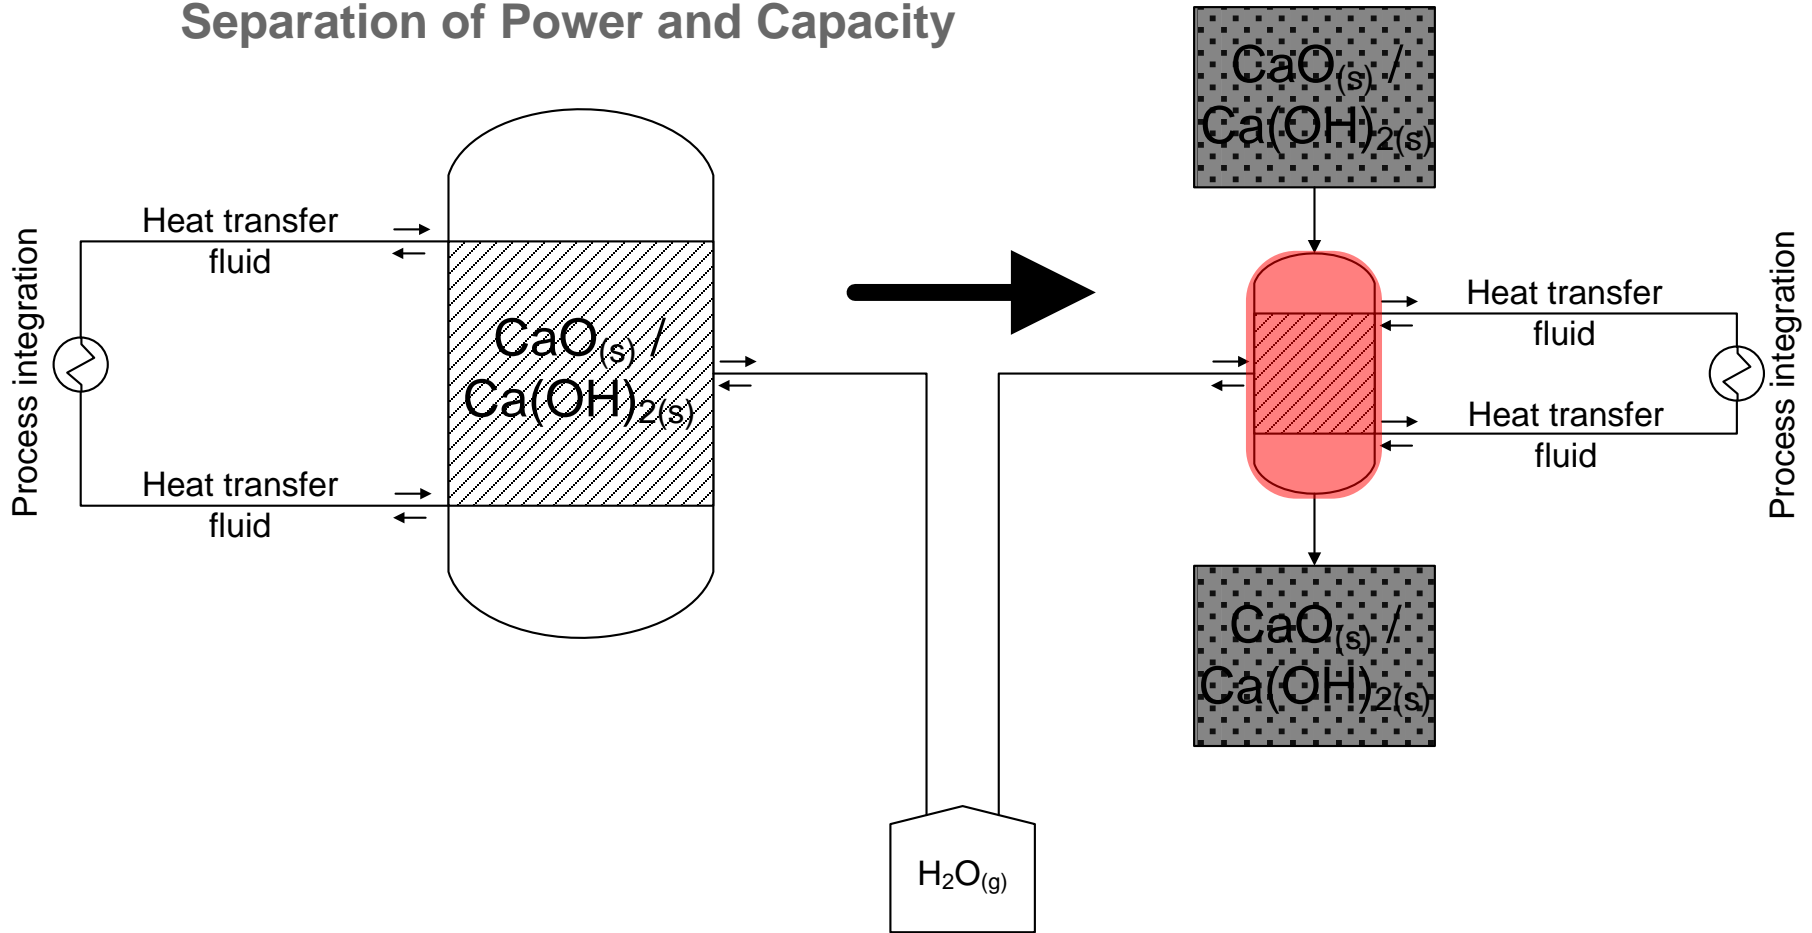 Separation of Power and Capacity
Process integration
Heat transfer
fluid
Heat transfer
fluid
CaO(s) /
Ca(OH)2(s)
CaO(s) /
Ca(OH)2(s)
Heat transfer
fluid
Heat transfer
fluid
Process integration
CaO(s) /
Ca(OH)2(s)
H2O(g)